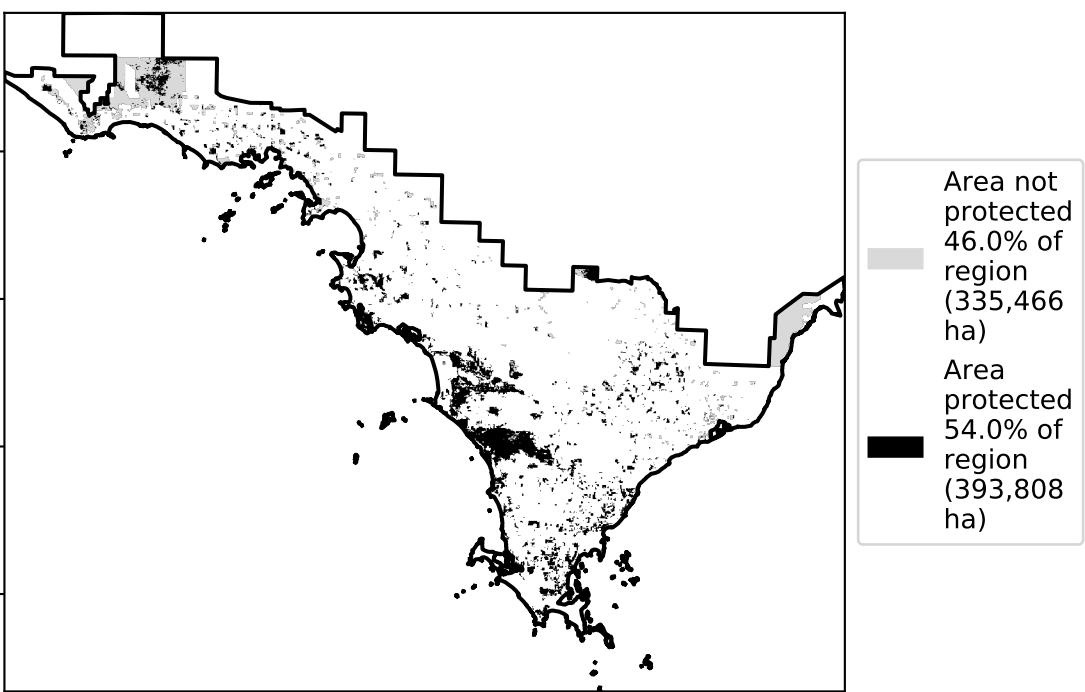 Area not
protected
46.0% of
region
(335,466
ha)
Area
protected
54.0% of
region
(393,808
ha)